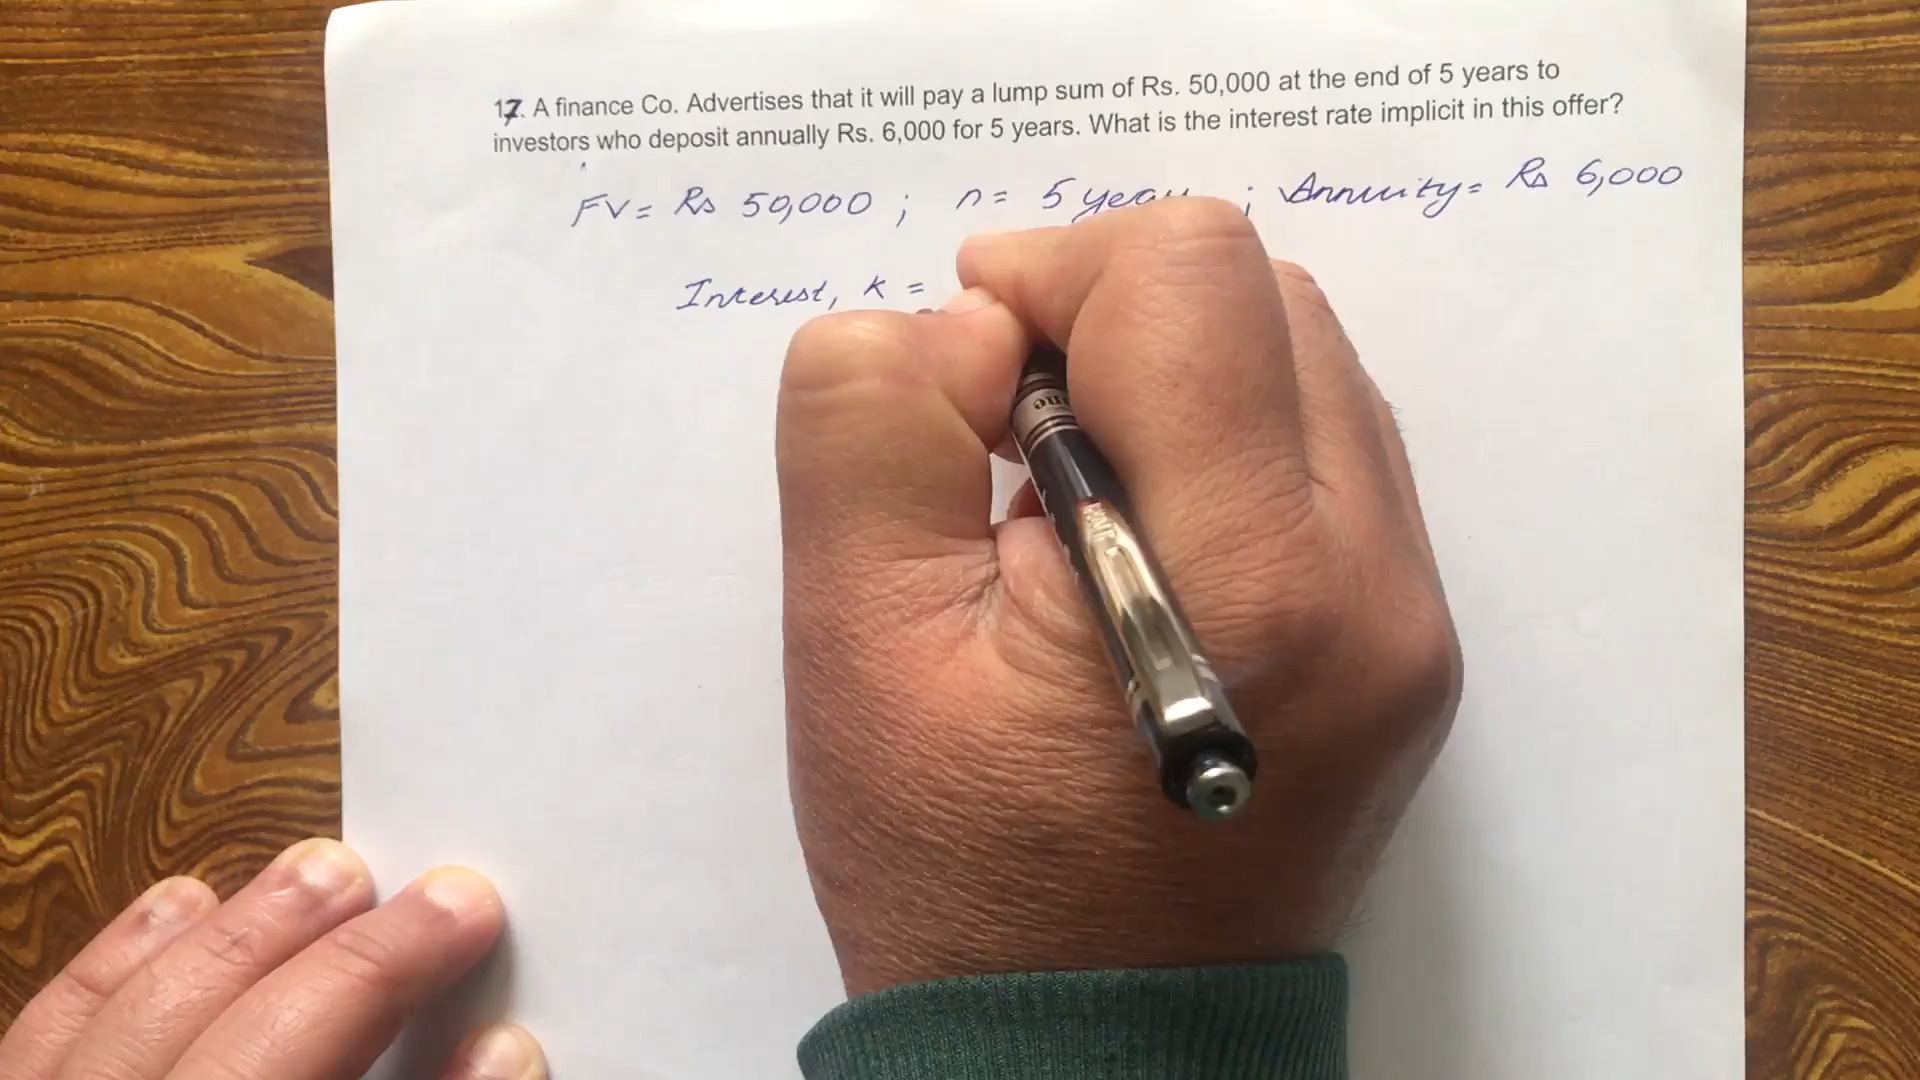 17. A finance Co. Advertises that it will pay a lump sum of Rs. 50,000 at the end of 5 years to
investors who deposit annually Rs. 6,000 for 5 years. What is the interest rate implicit in this offer?
FV = Rs 50,000 ; n = 5 years ; Annuity = Rs 6,000
Interest, k =